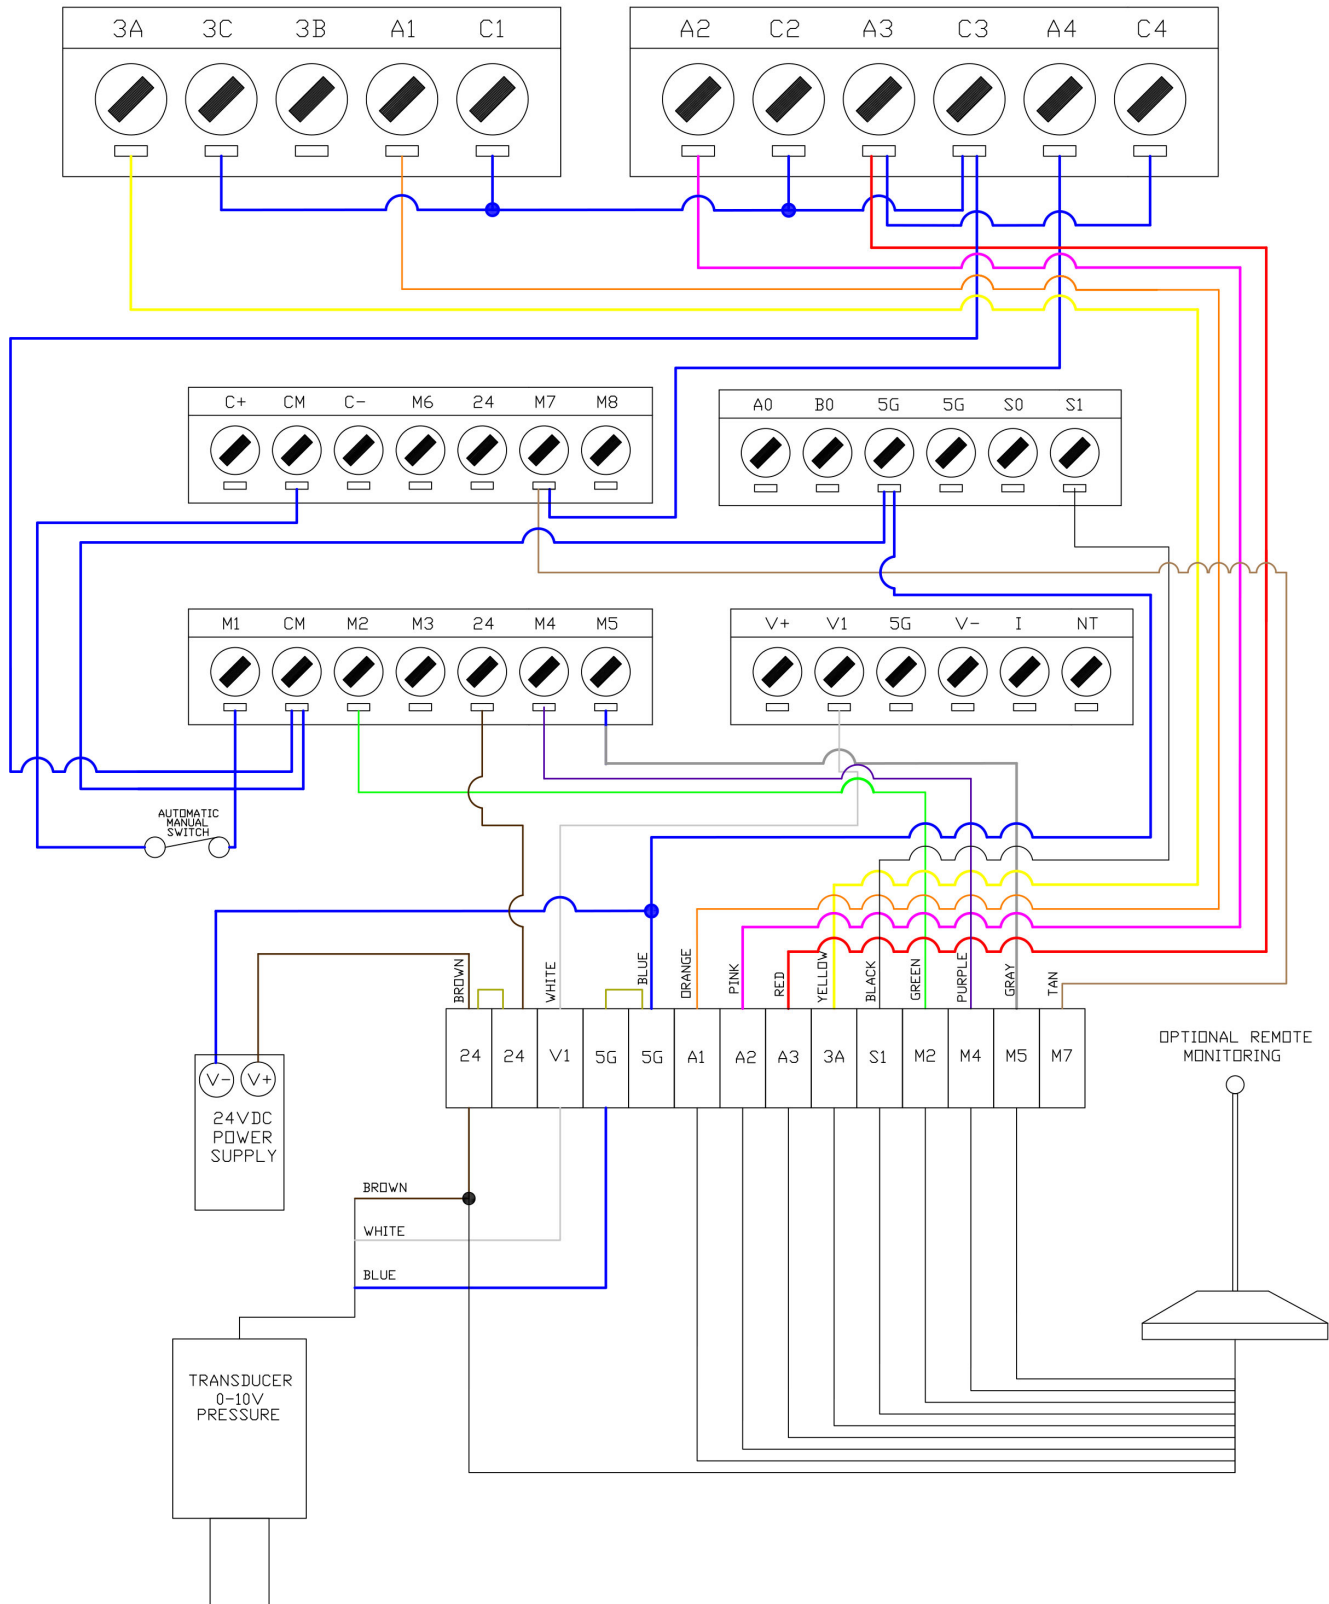 3A 3C 3B A1 C1
A2 C2 A3 C3 A4 C4
C+ CM C- M6 24 M7 M8
A0 B0 5G 5G S0 S1
M1 CM M2 M3 24 M4 M5
V+ V1 5G V- I NT
AUTOMATIC
MANUAL
SWITCH
BROWN
WHITE
BLUE
ORANGE
PINK
RED
YELLOW
BLACK
GREEN
PURPLE
GRAY
TAN
24 24 V1 5G 5G A1 A2 A3 3A S1 M2 M4 M5 M7
V- V+
24VDC
POWER
SUPPLY
OPTIONAL REMOTE
MONITORING
BROWN
WHITE
BLUE
TRANSDUCER
0-10V
PRESSURE